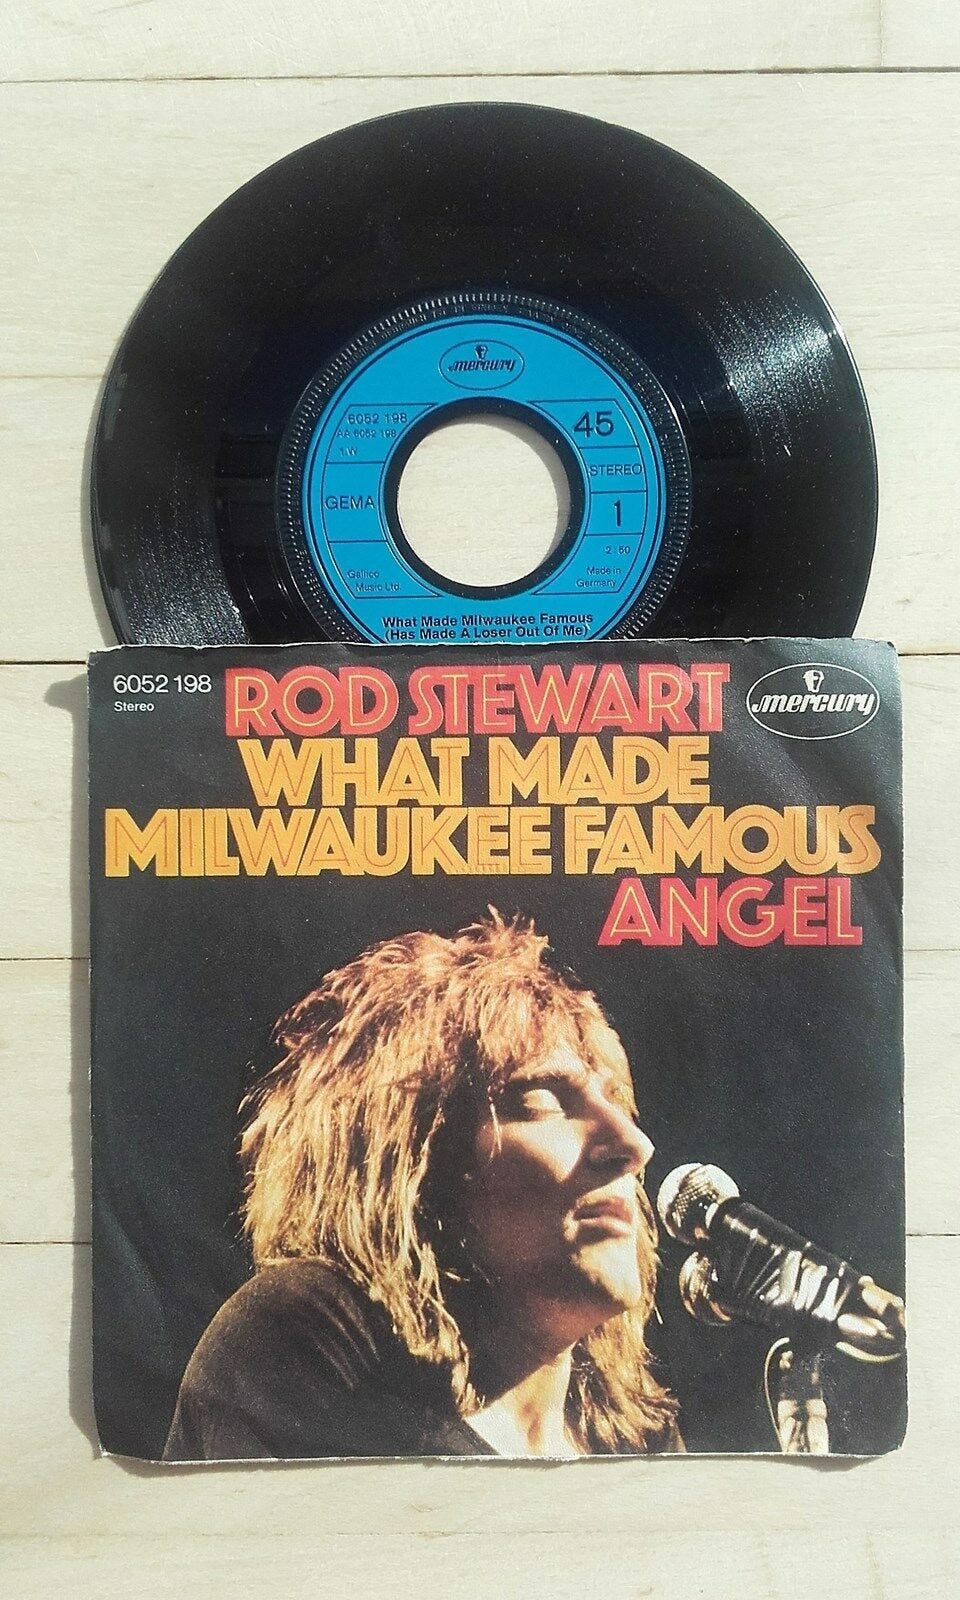 mercury
6052 198
AA 6052 198
1 W
GEMA
Gallico
Music Ltd.
45
STEREO
1
2:50
Made in
Germany
What Made Milwaukee Famous
(Has Made A Loser Out Of Me)
6052 198
Stereo
ROD STEWART
mercury
WHAT MADE
MILWAUKEE FAMOUS
ANGEL